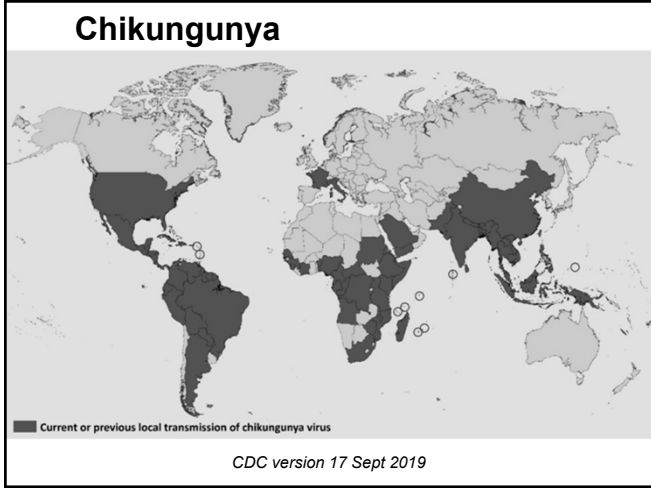 Chikungunya
Current or previous local transmission of chikungunya virus
CDC version 17 Sept 2019